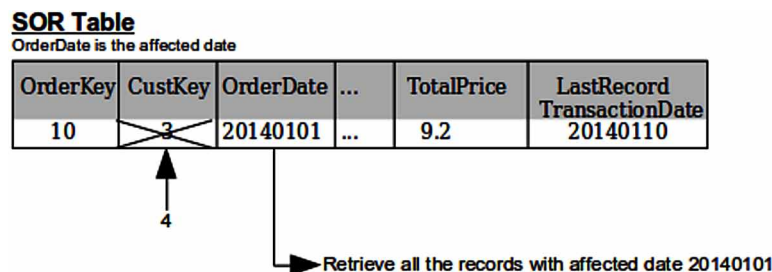 SOR Table
OrderDate is the affected date
OrderKey CustKey OrderDate ... TotalPrice LastRecord
TransactionDate
10 3 20140101 ... 9.2 20140110
4
Retrieve all the records with affected date 20140101